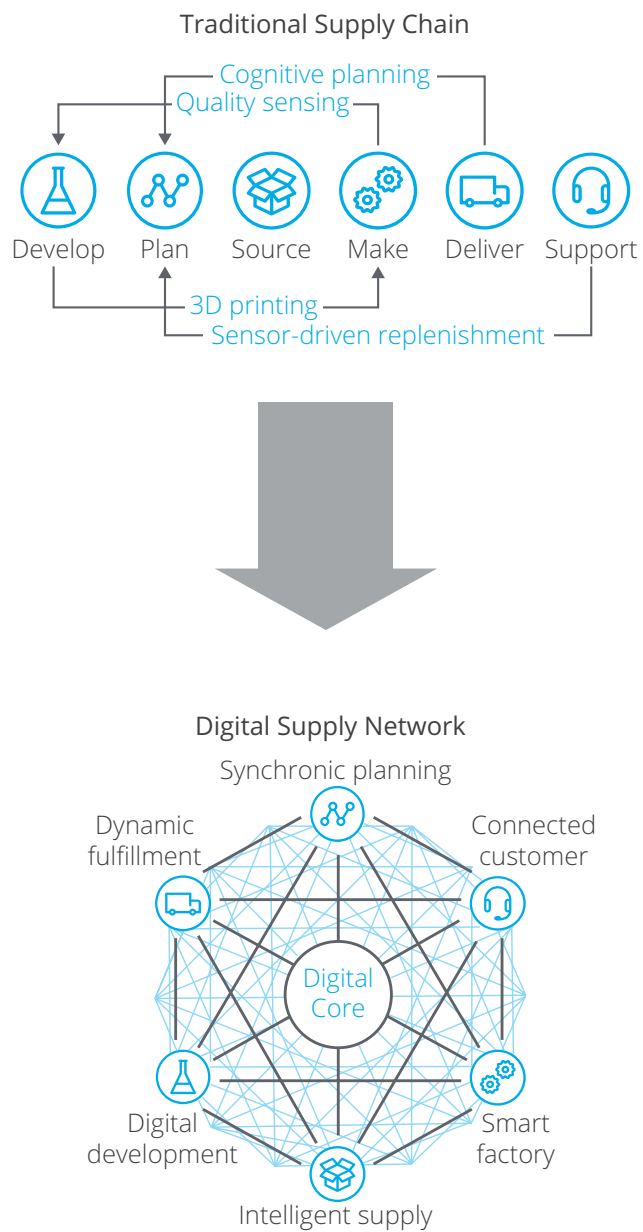 Traditional Supply Chain
Cognitive planning
Quality sensing
Develop
Plan
Source
Make
Deliver
Support
3D printing
Sensor-driven replenishment
Digital Supply Network
Synchronic planning
Dynamic
fulfillment
Connected
customer
Digital
Core
Digital
development
Smart
factory
Intelligent supply